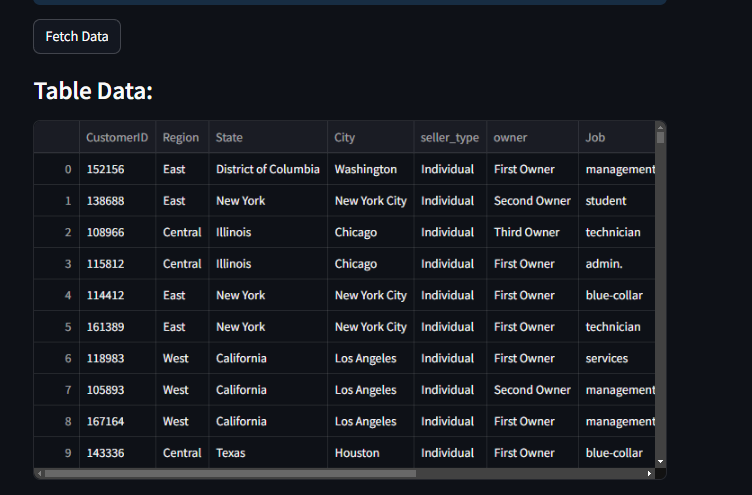 Fetch Data
Table Data:
CustomerID Region State City seller_type owner Job
0 152156 East District of Columbia Washington Individual First Owner management
1 138688 East New York New York City Individual Second Owner student
2 108966 Central Illinois Chicago Individual Third Owner technician
3 115812 Central Illinois Chicago Individual First Owner admin.
4 114412 East New York New York City Individual First Owner blue-collar
5 161389 East New York New York City Individual First Owner technician
6 118983 West California Los Angeles Individual First Owner services
7 105893 West California Los Angeles Individual Second Owner management
8 167164 West California Los Angeles Individual First Owner management
9 143336 Central Texas Houston Individual First Owner blue-collar